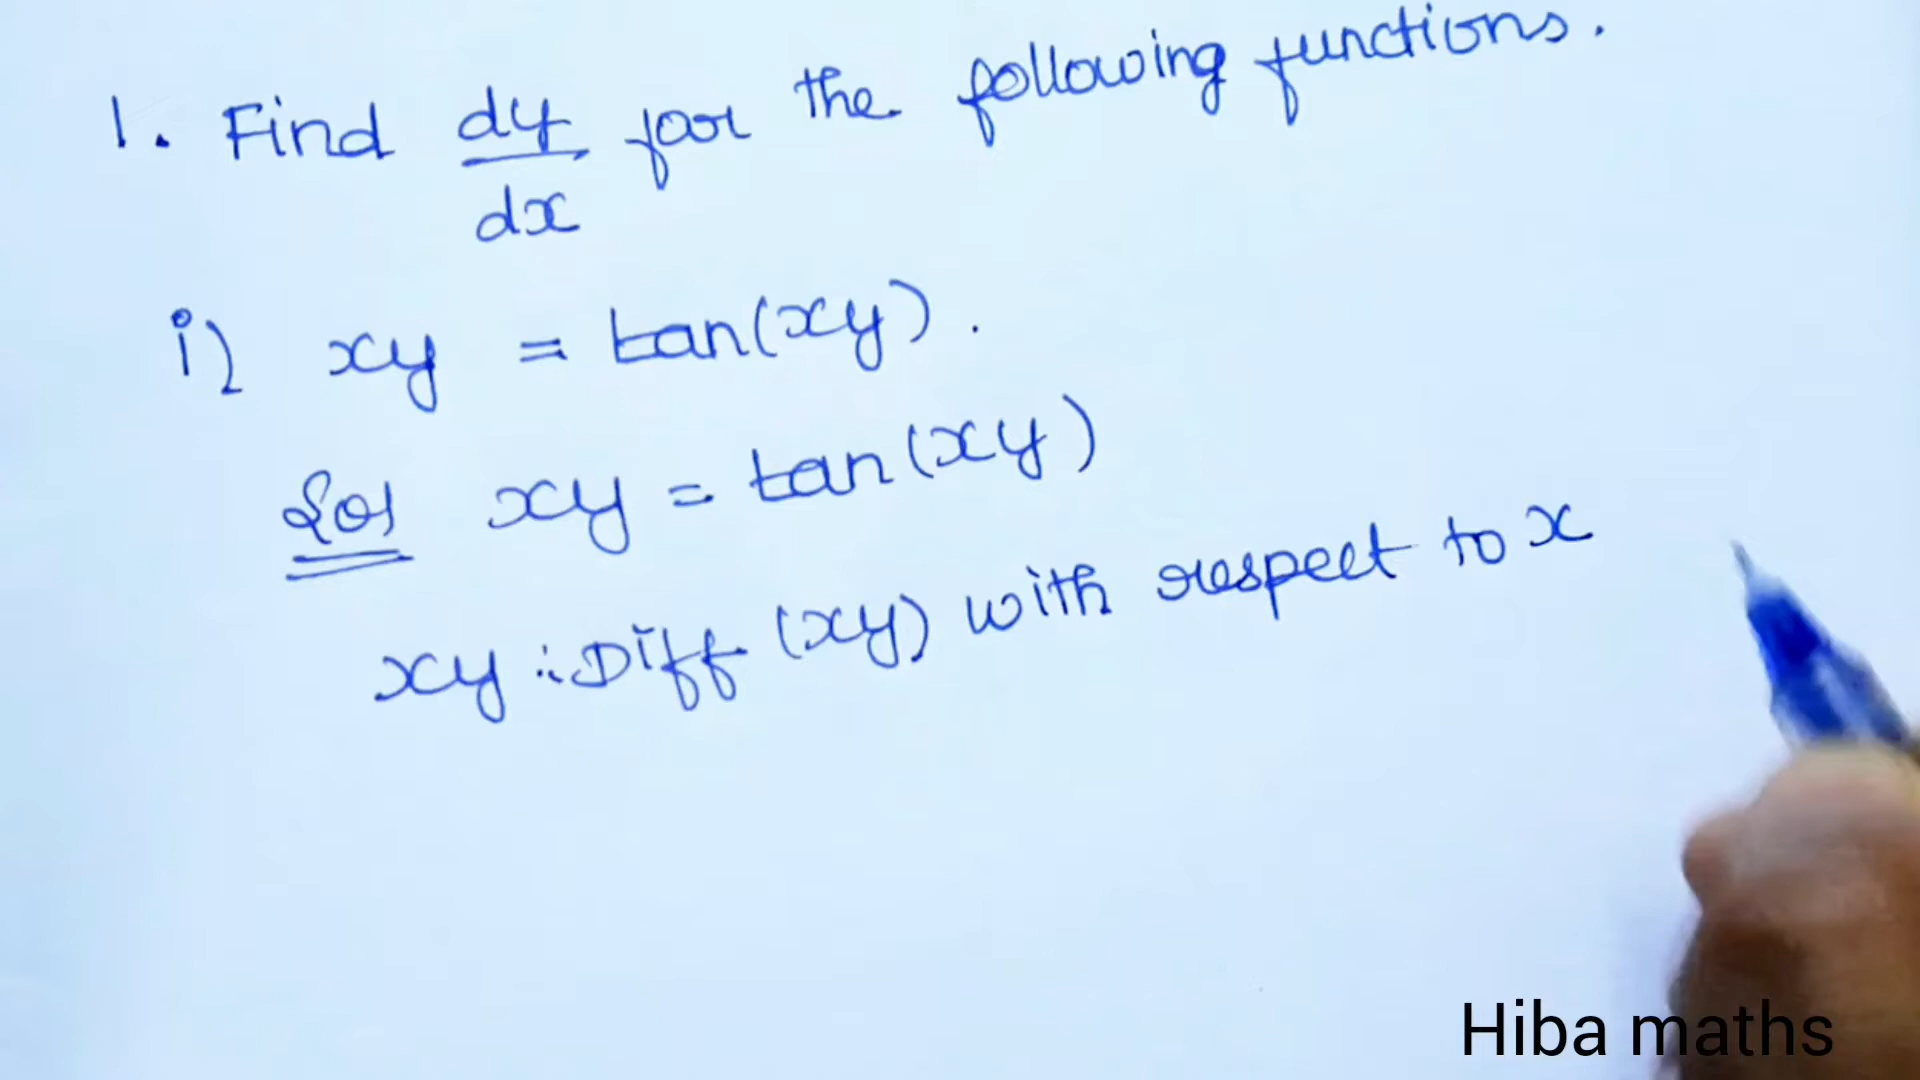 1. Find dy/dx for the following functions.
i) xy = tan(xy).
Sol xy = tan(xy)
xy ∴ Diff (xy) with respect to x
Hiba maths